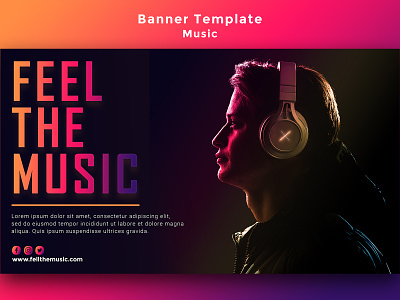 Banner Template
Music
FEEL
THE
MUSIC
Lorem ipsum dolor sit amet, consectetur adipiscing elit,
sed do eiusmod tempor incididunt ut labore et dolore magna
aliqua. Quis ipsum suspendisse ultrices gravida.
www.fellthemusic.com